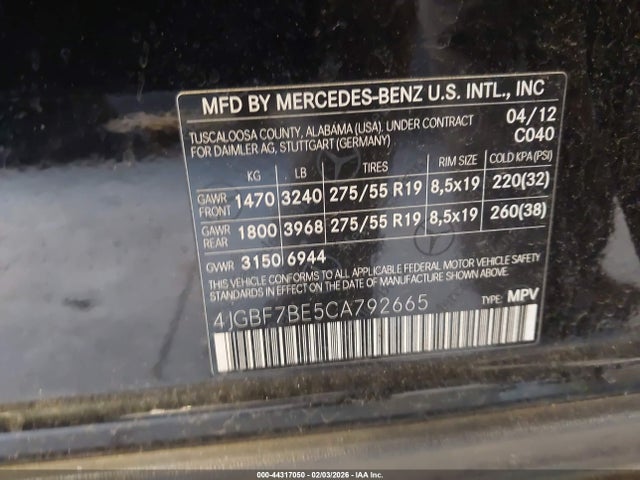 MFD BY MERCEDES-BENZ U.S. INTL., INC
TUSCALOOSA COUNTY, ALABAMA (USA). UNDER CONTRACT 04/12
FOR DAIMLER AG, STUTTGART (GERMANY) C040
KG LB TIRES RIM SIZE COLD KPA(PSI)
GAWR FRONT 1470 3240 275/55 R19 8,5x19 220(32)
GAWR REAR 1800 3968 275/55 R19 8,5x19 260(38)
GVWR 3150 6944
THIS VEHICLE CONFORMS TO ALL APPLICABLE FEDERAL MOTOR VEHICLE SAFETY
STANDARDS IN EFFECT ON THE DATE OF MANUFACTURE SHOWN ABOVE.
4JGBF7BE5CA792665 TYPE: MPV
000-44317050 - 02/03/2026 - IAA Inc.